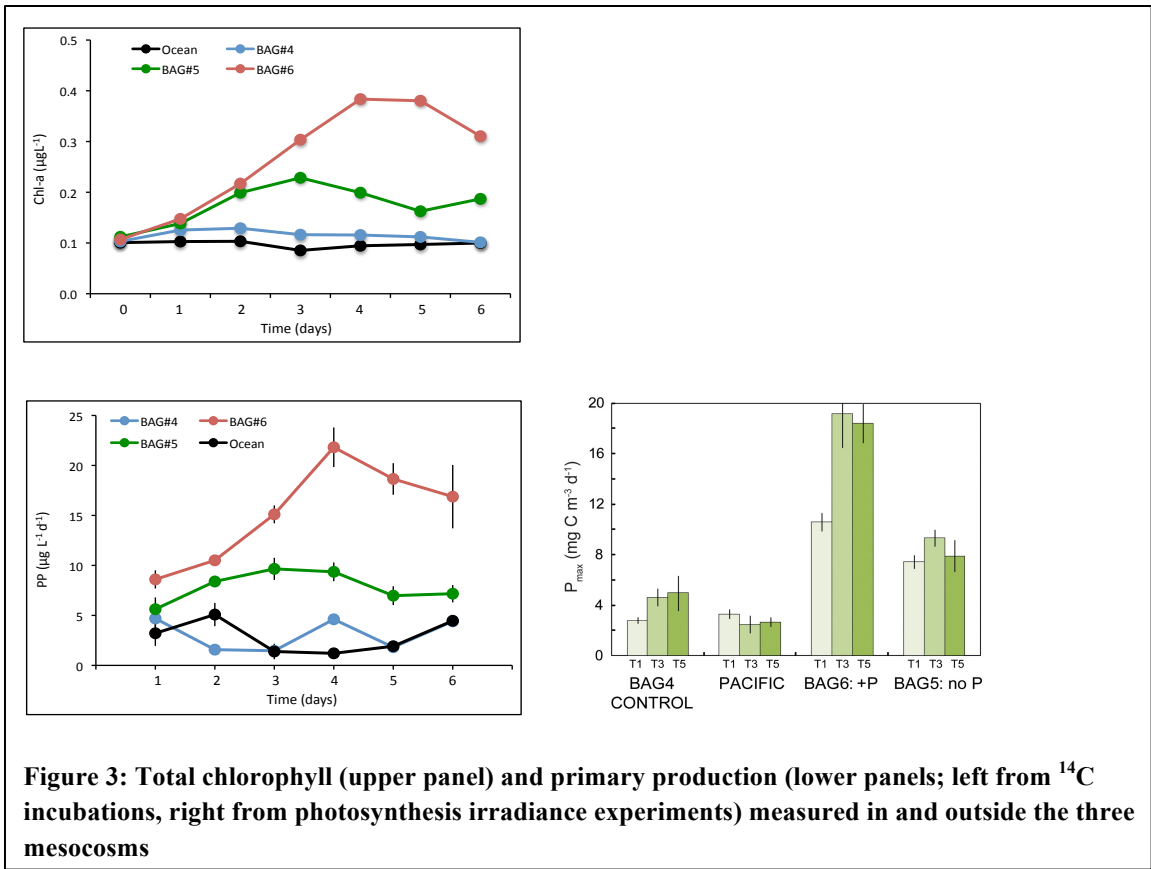 0.5
0.4
0.3
0.2
0.1
0.0
Chl-a (µgL-1)
Ocean BAG#4
BAG#5 BAG#6
0 1 2 3 4 5 6
Time (days)
25
20
15
10
5
0
PP (µg L-1 d-1)
BAG#4 BAG#6
BAG#5 Ocean
1 2 3 4 5 6
Time (days)
20
16
12
8
4
0
Pmax (mg C m-3 d-1)
T1 T3 T5 T1 T3 T5 T1 T3 T5 T1 T3 T5
BAG4 PACIFIC BAG6: +P BAG5: no P
CONTROL
Figure 3: Total chlorophyll (upper panel) and primary production (lower panels; left from 14C
incubations, right from photosynthesis irradiance experiments) measured in and outside the three
mesocosms